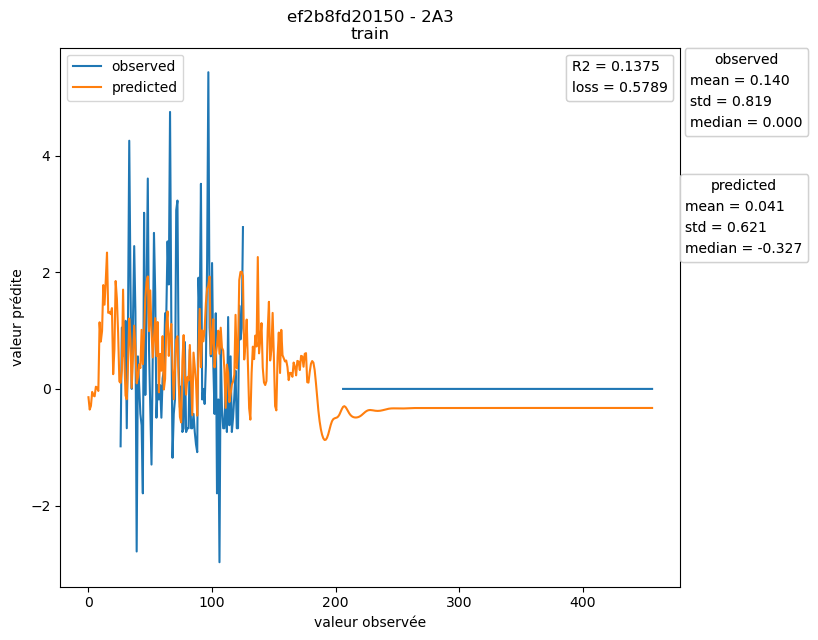 ef2b8fd20150 - 2A3
train
observed
predicted
R2 = 0.1375
loss = 0.5789
observed
mean = 0.140
std = 0.819
median = 0.000
predicted
mean = 0.041
std = 0.621
median = -0.327
valeur prédite
4
2
0
−2
0
100
200
300
400
valeur observée